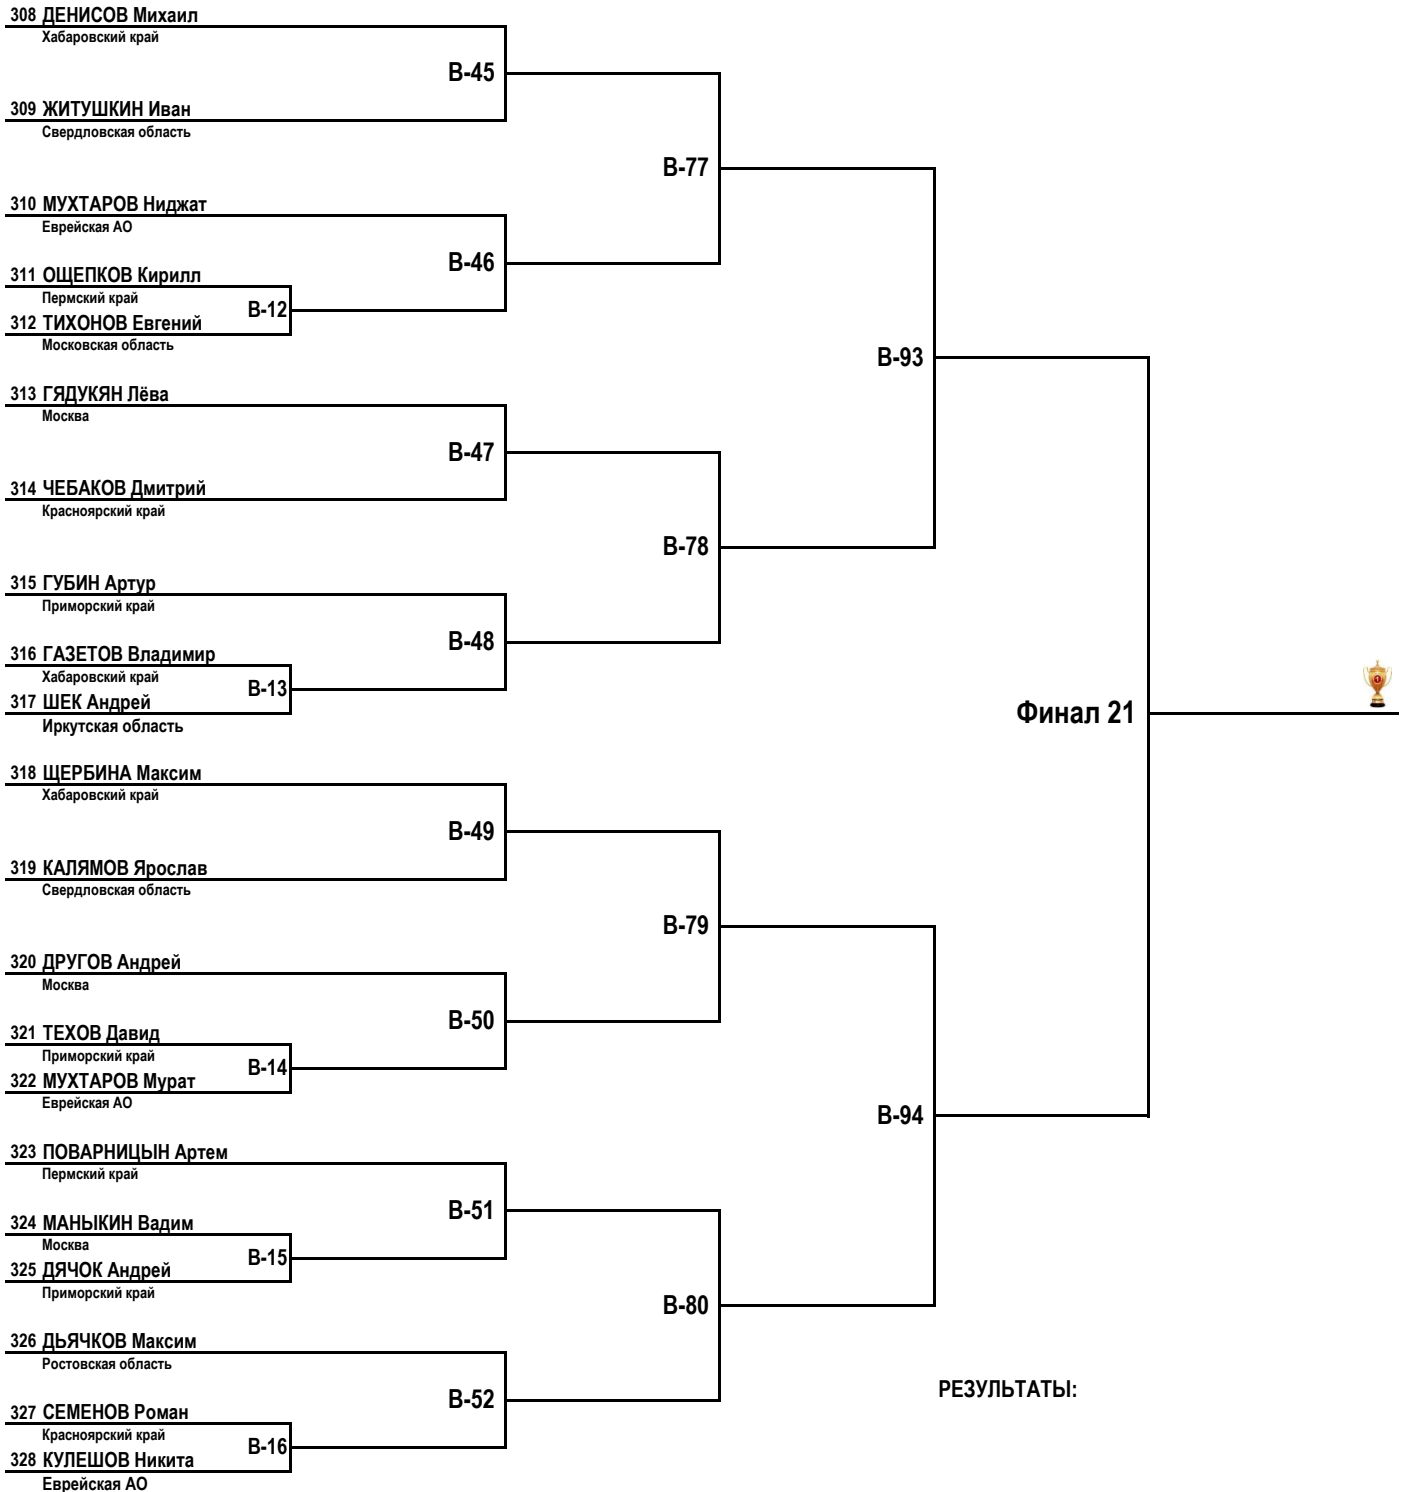 308 ДЕНИСОВ Михаил
Хабаровский край
В-45
309 ЖИТУШКИН Иван
Свердловская область
В-77
310 МУХТАРОВ Ниджат
Еврейская АО
В-46
311 ОЩЕПКОВ Кирилл
Пермский край
В-12
312 ТИХОНОВ Евгений
Московская область
В-93
313 ГЯДУКЯН Лёва
Москва
В-47
314 ЧЕБАКОВ Дмитрий
Красноярский край
В-78
315 ГУБИН Артур
Приморский край
В-48
316 ГАЗЕТОВ Владимир
Хабаровский край
В-13
317 ШЕК Андрей
Иркутская область
Финал 21
1
318 ЩЕРБИНА Максим
Хабаровский край
В-49
319 КАЛЯМОВ Ярослав
Свердловская область
В-79
320 ДРУГОВ Андрей
Москва
В-50
321 ТЕХОВ Давид
Приморский край
В-14
322 МУХТАРОВ Мурат
Еврейская АО
В-94
323 ПОВАРНИЦЫН Артем
Пермский край
В-51
324 МАНЫКИН Вадим
Москва
В-15
325 ДЯЧОК Андрей
Приморский край
В-80
326 ДЬЯЧКОВ Максим
Ростовская область
В-52
РЕЗУЛЬТАТЫ:
327 СЕМЕНОВ Роман
Красноярский край
В-16
328 КУЛЕШОВ Никита
Еврейская АО